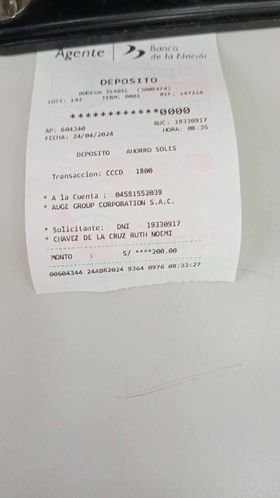 Agente Banco
de la Nación
DEPOSITO
BODEGA ISABEL (3000474)
LOTE: 142 TERM: 0001 REF: 147214
************0000
AP: 604340 BUC: 19330917
FECHA: 24/04/2024 HORA: 08:35
DEPOSITO AHORRO SOLES
Transaccion: CCCD - 1800
* A la Cuenta : 04581552039
* AUGE GROUP CORPORATION S.A.C.
* Solicitante: DNI - 19330917
* CHAVEZ DE LA CRUZ RUTH NOEMI
MONTO : S/ ****200.00
00604344 24ABR2024 9364 0976 08:33:27